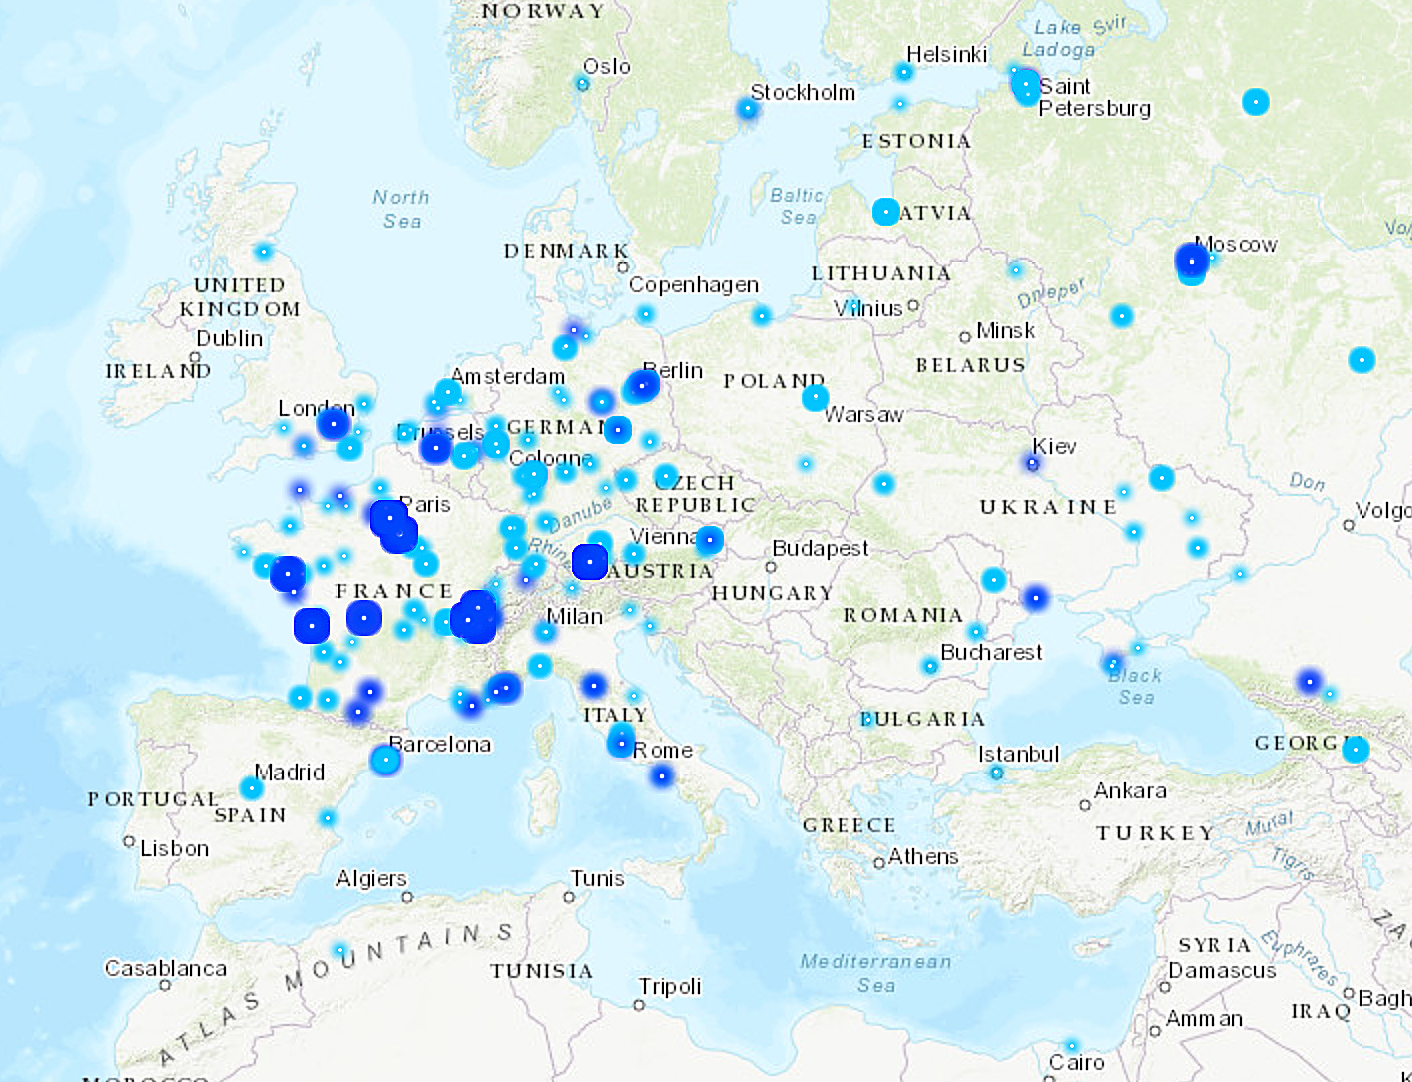 NORWAY
Lake Svir
Ladoga
Oslo
Helsinki
Stockholm
Saint
Petersburg
ESTONIA
North
Sea
Baltic
Sea
ATVIA
Moscow
DENMARK
LITHUANIA
UNITED
KINGDOM
Copenhagen
Dnieper
Vilnius
Dublin
Minsk
IRELAND
BELARUS
Amsterdam
Berlin
POLAND
London
Warsaw
Brussels
GERMAN
Kiev
Cologne
CZECH
REPUBLIC
UKRAINE
Don
Paris
Danube
Volgo
Vienna
Rhine
Budapest
AUSTRIA
FRANCE
HUNGARY
Milan
ROMANIA
Bucharest
Black
Sea
ITALY
BULGARIA
Barcelona
Rome
GEORGI
Istanbul
Madrid
PORTUGAL
SPAIN
Ankara
GREECE
TURKEY
Murat
Lisbon
Athens
Tigris
Algiers
Tunis
ATLAS MOUNTAINS
SYRIA
Euphrates
Casablanca
TUNISIA
Mediterranean
Sea
Damascus
Tripoli
Bagh
IRAQ
Amman
Cairo
MOROCCO